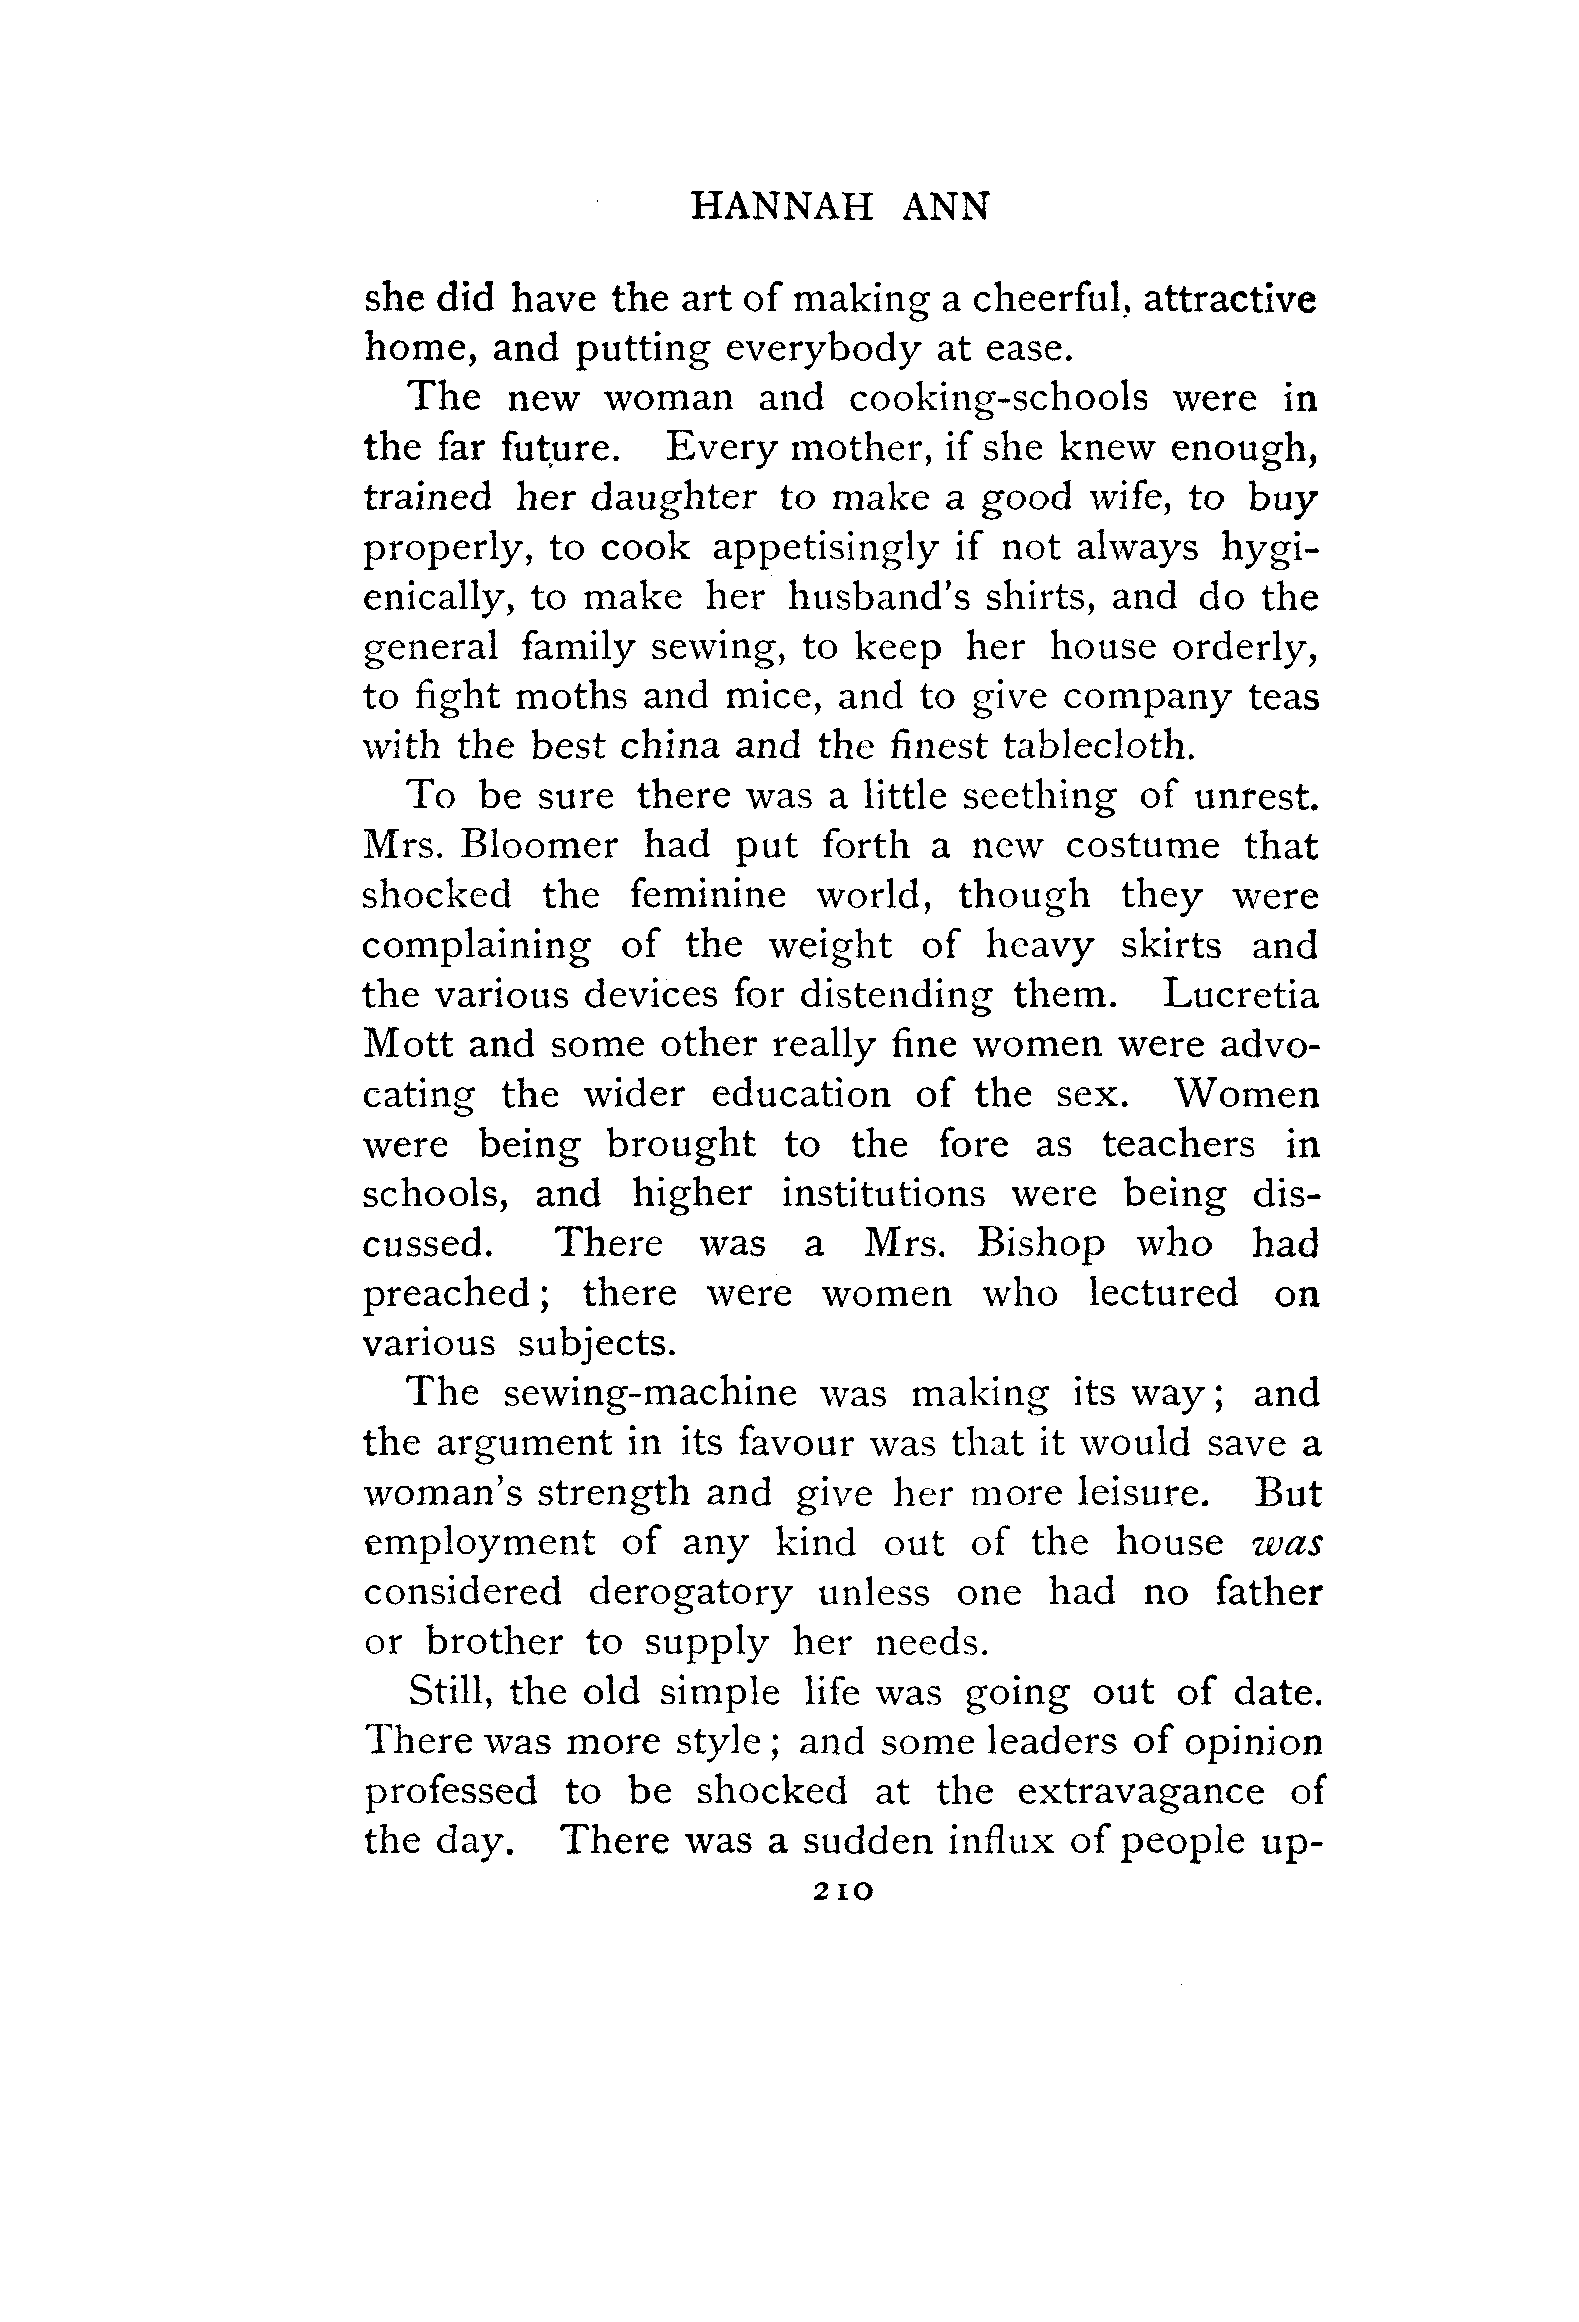 HANNAH ANN
she did have the art of making a cheerful, attractive
home, and putting everybody at ease.
The new woman and cooking-schools were in
the far future. Every mother, if she knew enough,
trained her daughter to make a good wife, to buy
properly, to cook appetisingly if not always hygi-
enically, to make her husband's shirts, and do the
general family sewing, to keep her house orderly,
to fight moths and mice, and to give company teas
with the best china and the finest tablecloth.
To be sure there was a little seething of unrest.
Mrs. Bloomer had put forth a new costume that
shocked the feminine world, though they were
complaining of the weight of heavy skirts and
the various devices for distending them. Lucretia
Mott and some other really fine women were advo-
cating the wider education of the sex. Women
were being brought to the fore as teachers in
schools, and higher institutions were being dis-
cussed. There was a Mrs. Bishop who had
preached; there were women who lectured on
various subjects.
The sewing-machine was making its way; and
the argument in its favour was that it would save a
woman's strength and give her more leisure. But
employment of any kind out of the house was
considered derogatory unless one had no father
or brother to supply her needs.
Still, the old simple life was going out of date.
There was more style; and some leaders of opinion
professed to be shocked at the extravagance of
the day. There was a sudden influx of people up-
210